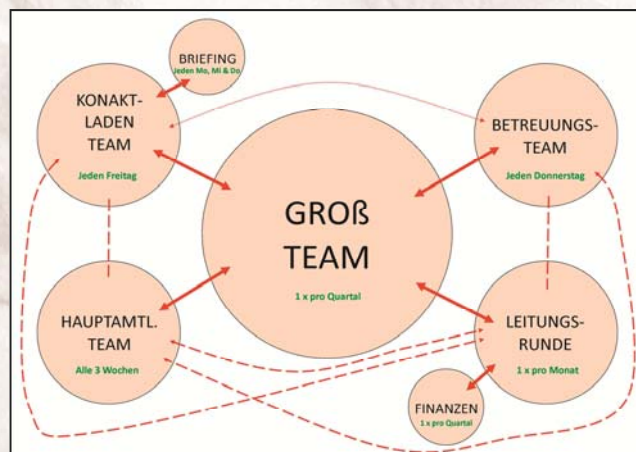 BRIEFING
Jeden Mo, Mi & Do
KONAKT-
LADEN
TEAM
Jeden Freitag
BETREUUNGS-
TEAM
Jeden Donnerstag
GROß
TEAM
1 x pro Quartal
HAUPTAMTL.
TEAM
Alle 3 Wochen
LEITUNGS-
RUNDE
1 x pro Monat
FINANZEN
1 x pro Quartal